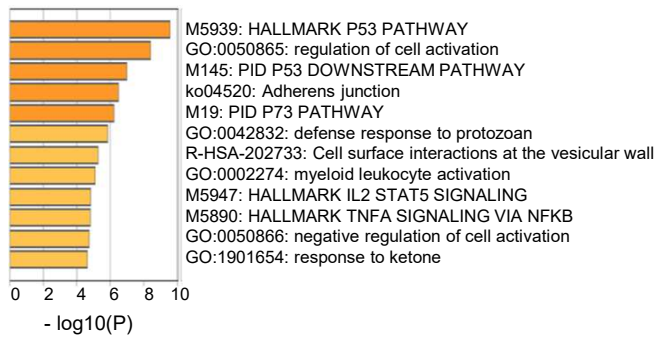 M5939: HALLMARK P53 PATHWAY
GO:0050865: regulation of cell activation
M145: PID P53 DOWNSTREAM PATHWAY
ko04520: Adherens junction
M19: PID P73 PATHWAY
GO:0042832: defense response to protozoan
R-HSA-202733: Cell surface interactions at the vesicular wall
GO:0002274: myeloid leukocyte activation
M5947: HALLMARK IL2 STAT5 SIGNALING
M5890: HALLMARK TNFA SIGNALING VIA NFKB
GO:0050866: negative regulation of cell activation
GO:1901654: response to ketone
0 2 4 6 8 10
- log10(P)